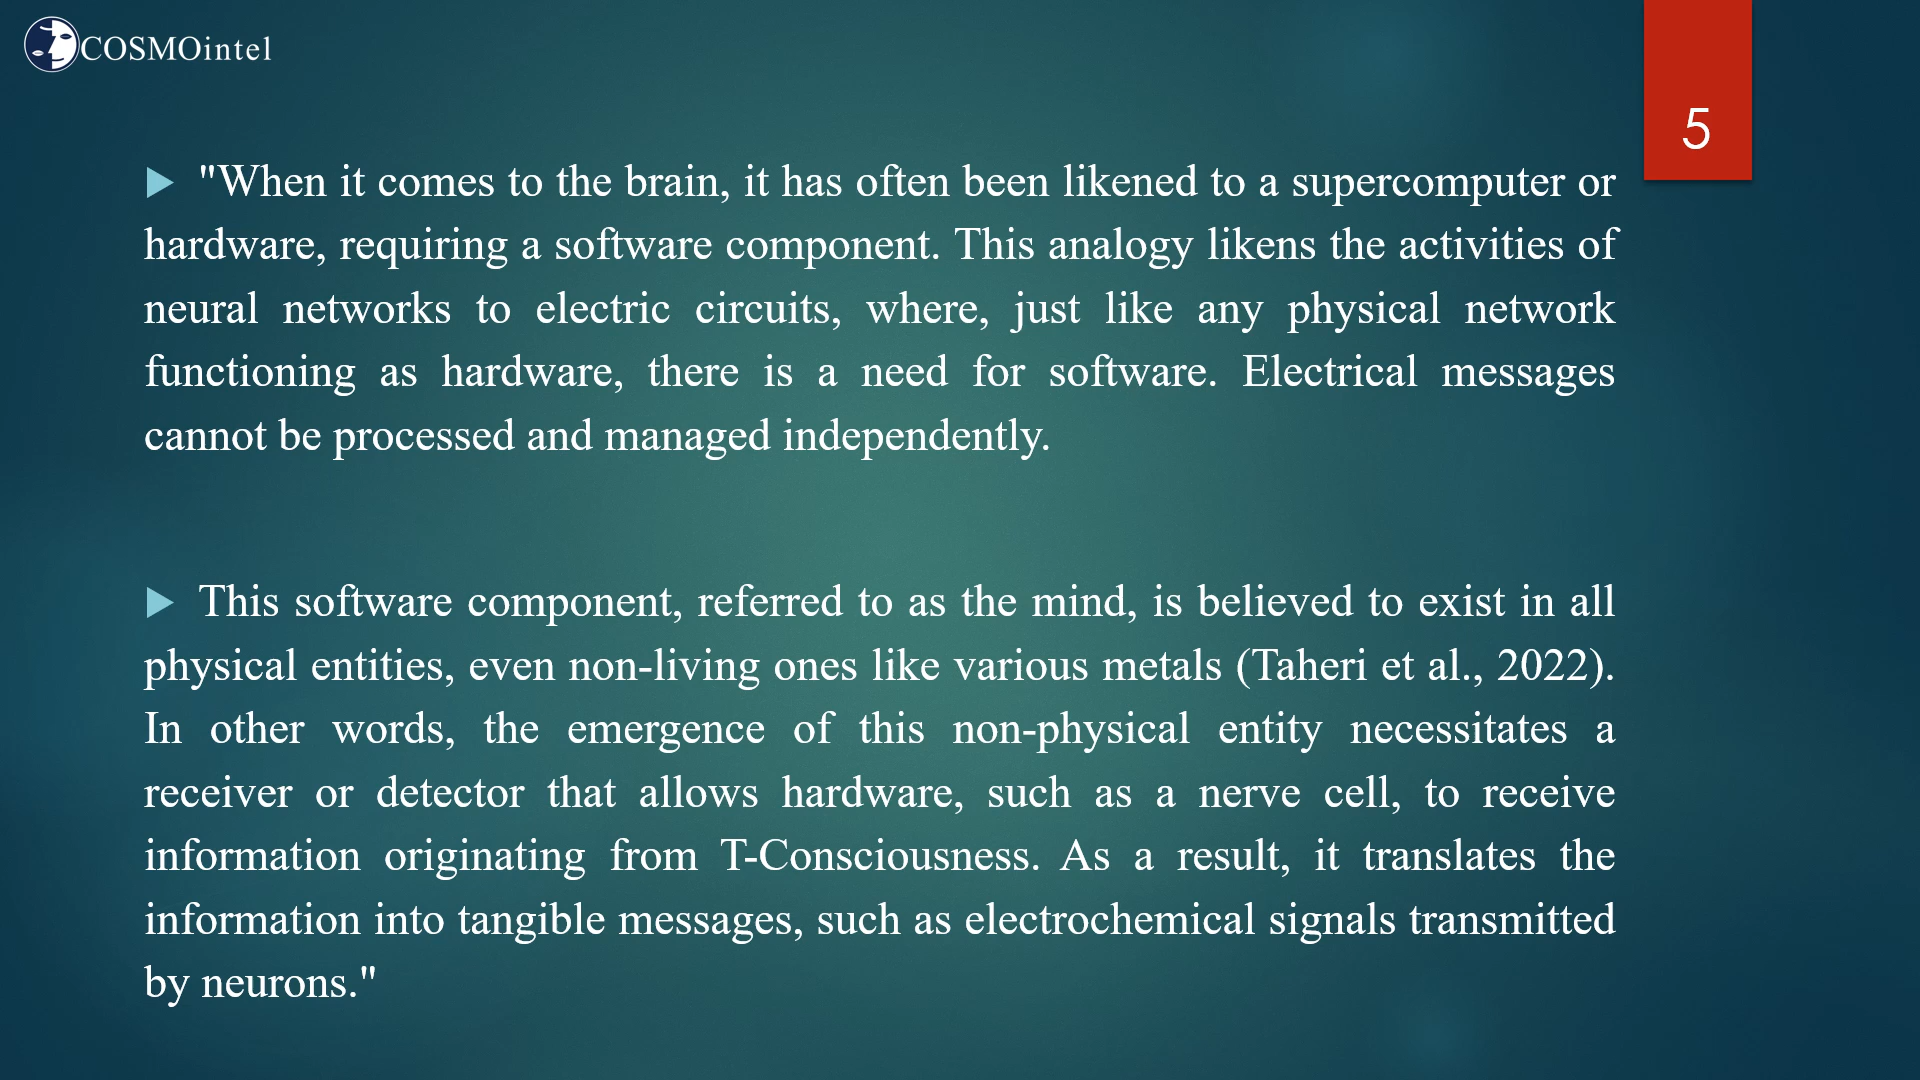 COSMOintel
5
"When it comes to the brain, it has often been likened to a supercomputer or
hardware, requiring a software component. This analogy likens the activities of
neural networks to electric circuits, where, just like any physical network
functioning as hardware, there is a need for software. Electrical messages
cannot be processed and managed independently.
This software component, referred to as the mind, is believed to exist in all
physical entities, even non-living ones like various metals (Taheri et al., 2022).
In other words, the emergence of this non-physical entity necessitates a
receiver or detector that allows hardware, such as a nerve cell, to receive
information originating from T-Consciousness. As a result, it translates the
information into tangible messages, such as electrochemical signals transmitted
by neurons."